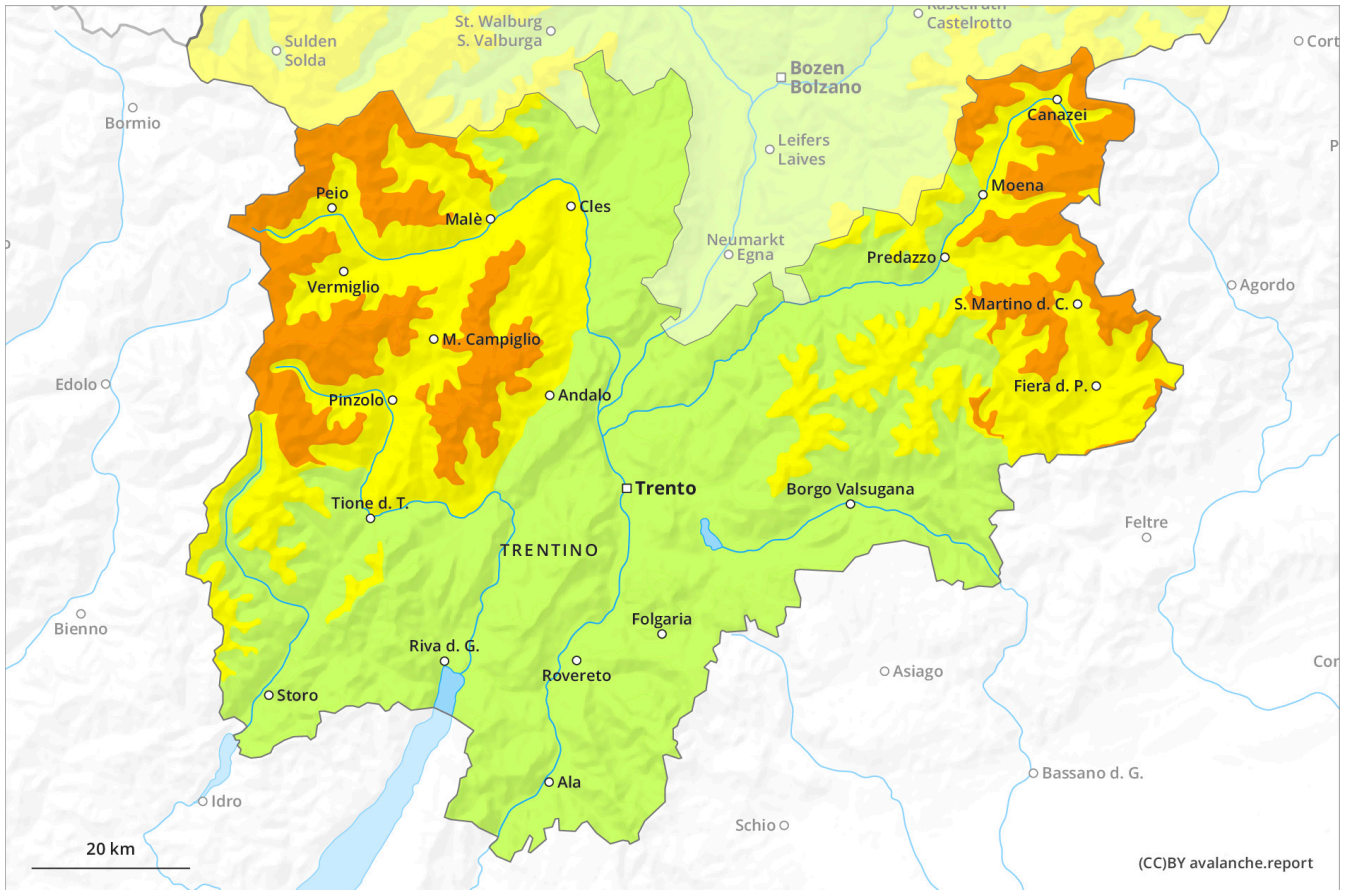 Kastelruth
Castelrotto
St. Walburg
S. Valburga
Sulden
Solda
Cort
Bozen
Bolzano
Bormio
Canazei
Leifers
Laives
P
Peio
Moena
Malè
Cles
Neumarkt
Egna
Predazzo
Vermiglio
Agordo
S. Martino d. C.
M. Campiglio
Edolo
Fiera d. P.
Andalo
Pinzolo
Trento
Borgo Valsugana
Tione d. T.
Feltre
TRENTINO
Bienno
Folgaria
Riva d. G.
Rovereto
Asiago
Cor
Storo
Bassano d. G.
Ala
Idro
Schio
20 km
(CC)BY avalanche.report